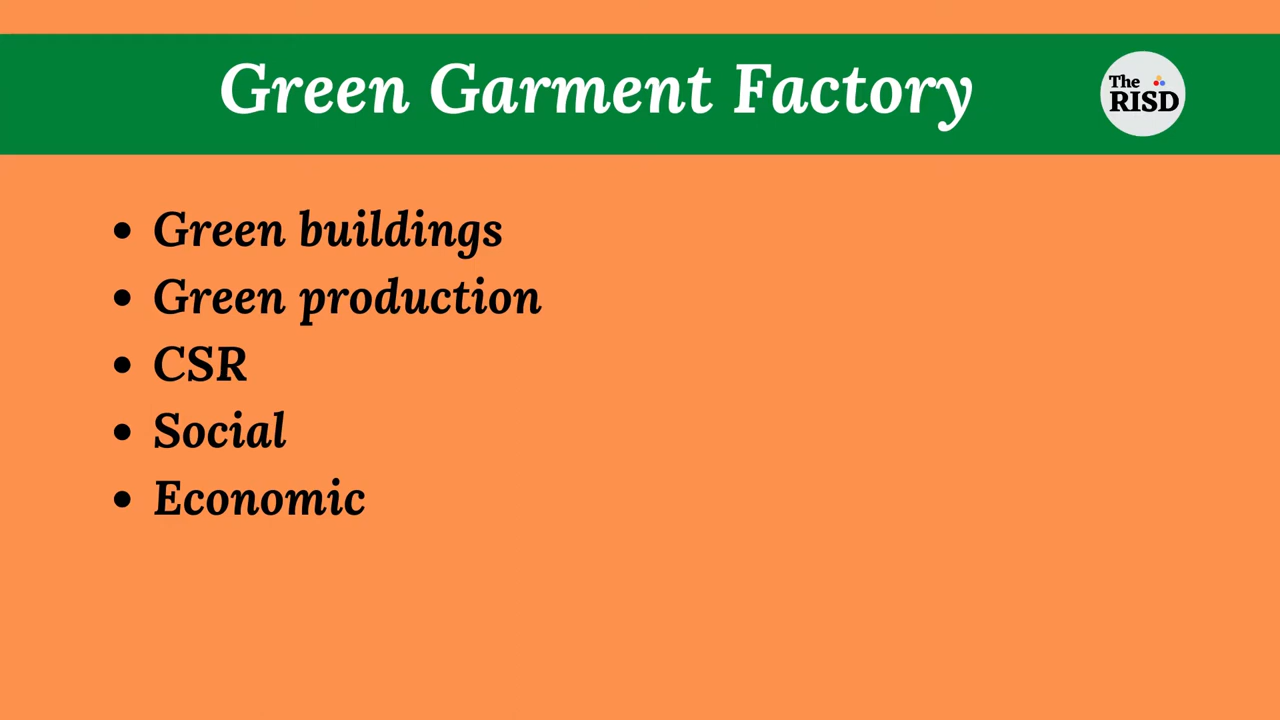 Green Garment Factory
The
RISD
• Green buildings
• Green production
• CSR
• Social
• Economic